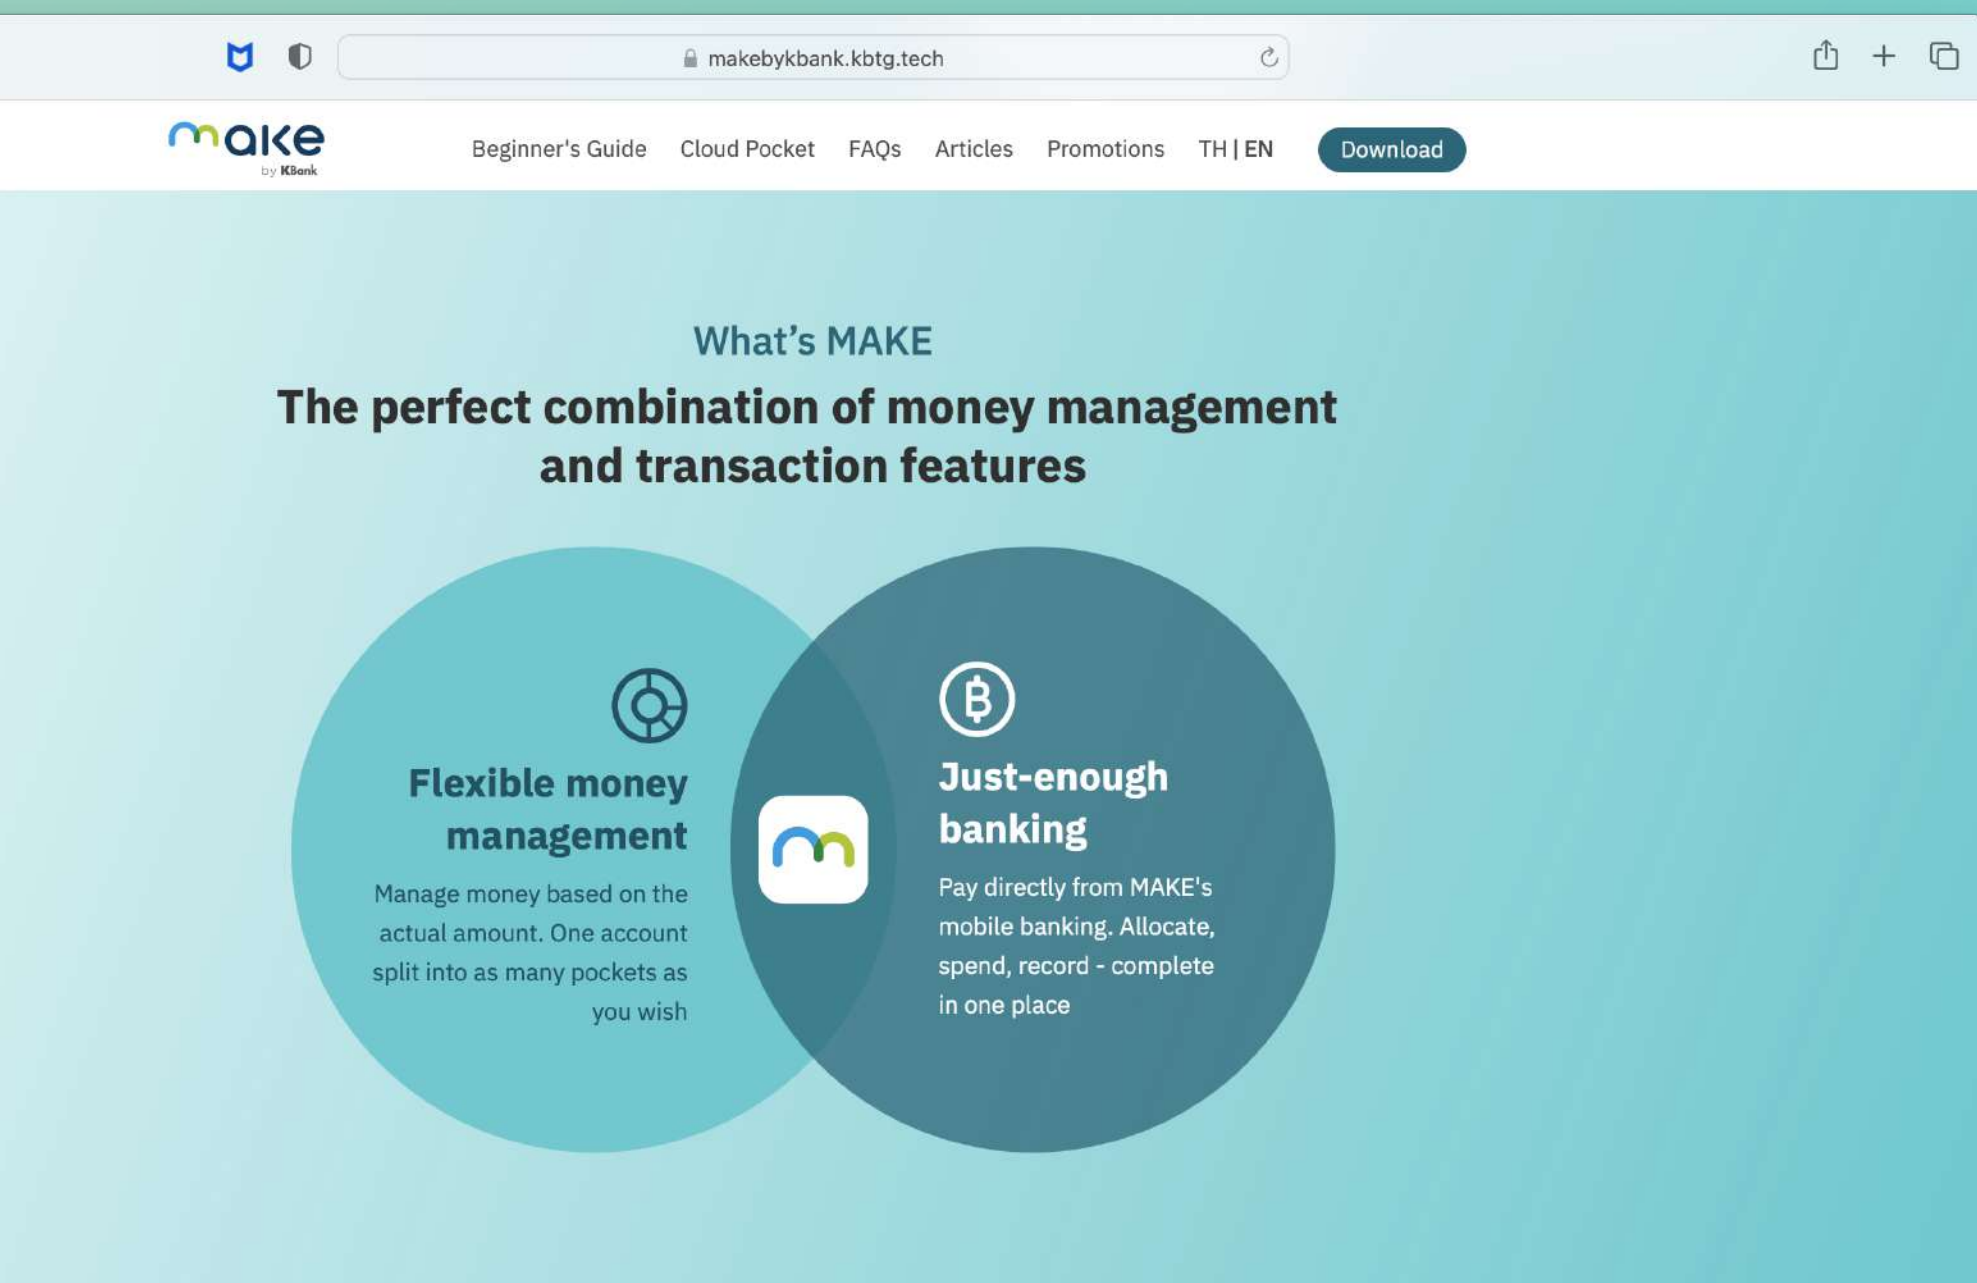 makebykbank.kbtg.tech
make
by KBank
Beginner's Guide Cloud Pocket FAQs Articles Promotions TH | EN Download
What's MAKE
The perfect combination of money management
and transaction features
Flexible money
management
Manage money based on the
actual amount. One account
split into as many pockets as
you wish
Just-enough
banking
Pay directly from MAKE's
mobile banking. Allocate,
spend, record - complete
in one place